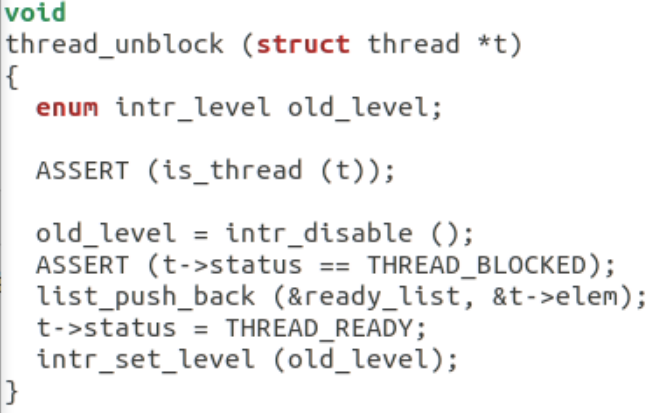 void
thread_unblock (struct thread *t)
{
  enum intr_level old_level;

  ASSERT (is_thread (t));

  old_level = intr_disable ();
  ASSERT (t->status == THREAD_BLOCKED);
  list_push_back (&ready_list, &t->elem);
  t->status = THREAD_READY;
  intr_set_level (old_level);
}